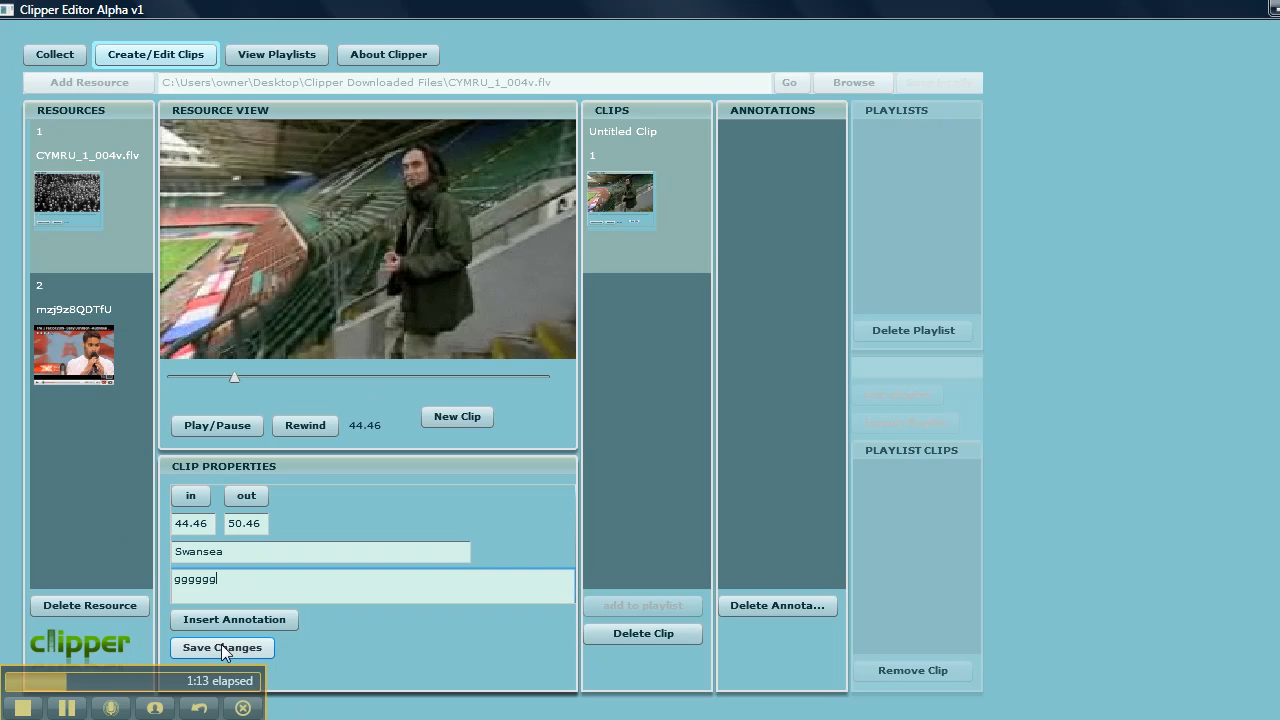 Clipper Editor Alpha v1
Collect
Create/Edit Clips
View Playlists
About Clipper
Add Resource
C:\Users\owner\Desktop\Clipper Downloaded Files\CYMRU_1_004v.flv
Go
Browse
RESOURCES
1
CYMRU_1_004v.flv
2
mzj9z8QDTfU
Delete Resource
clipper
RESOURCE VIEW
Play/Pause
Rewind
44.46
New Clip
CLIP PROPERTIES
in
out
44.46
50.46
Swansea
gggggg
Insert Annotation
Save Changes
CLIPS
Untitled Clip
1
add to playlist
Delete Clip
ANNOTATIONS
Delete Annota...
PLAYLISTS
Delete Playlist
PLAYLIST CLIPS
Remove Clip
1:13 elapsed